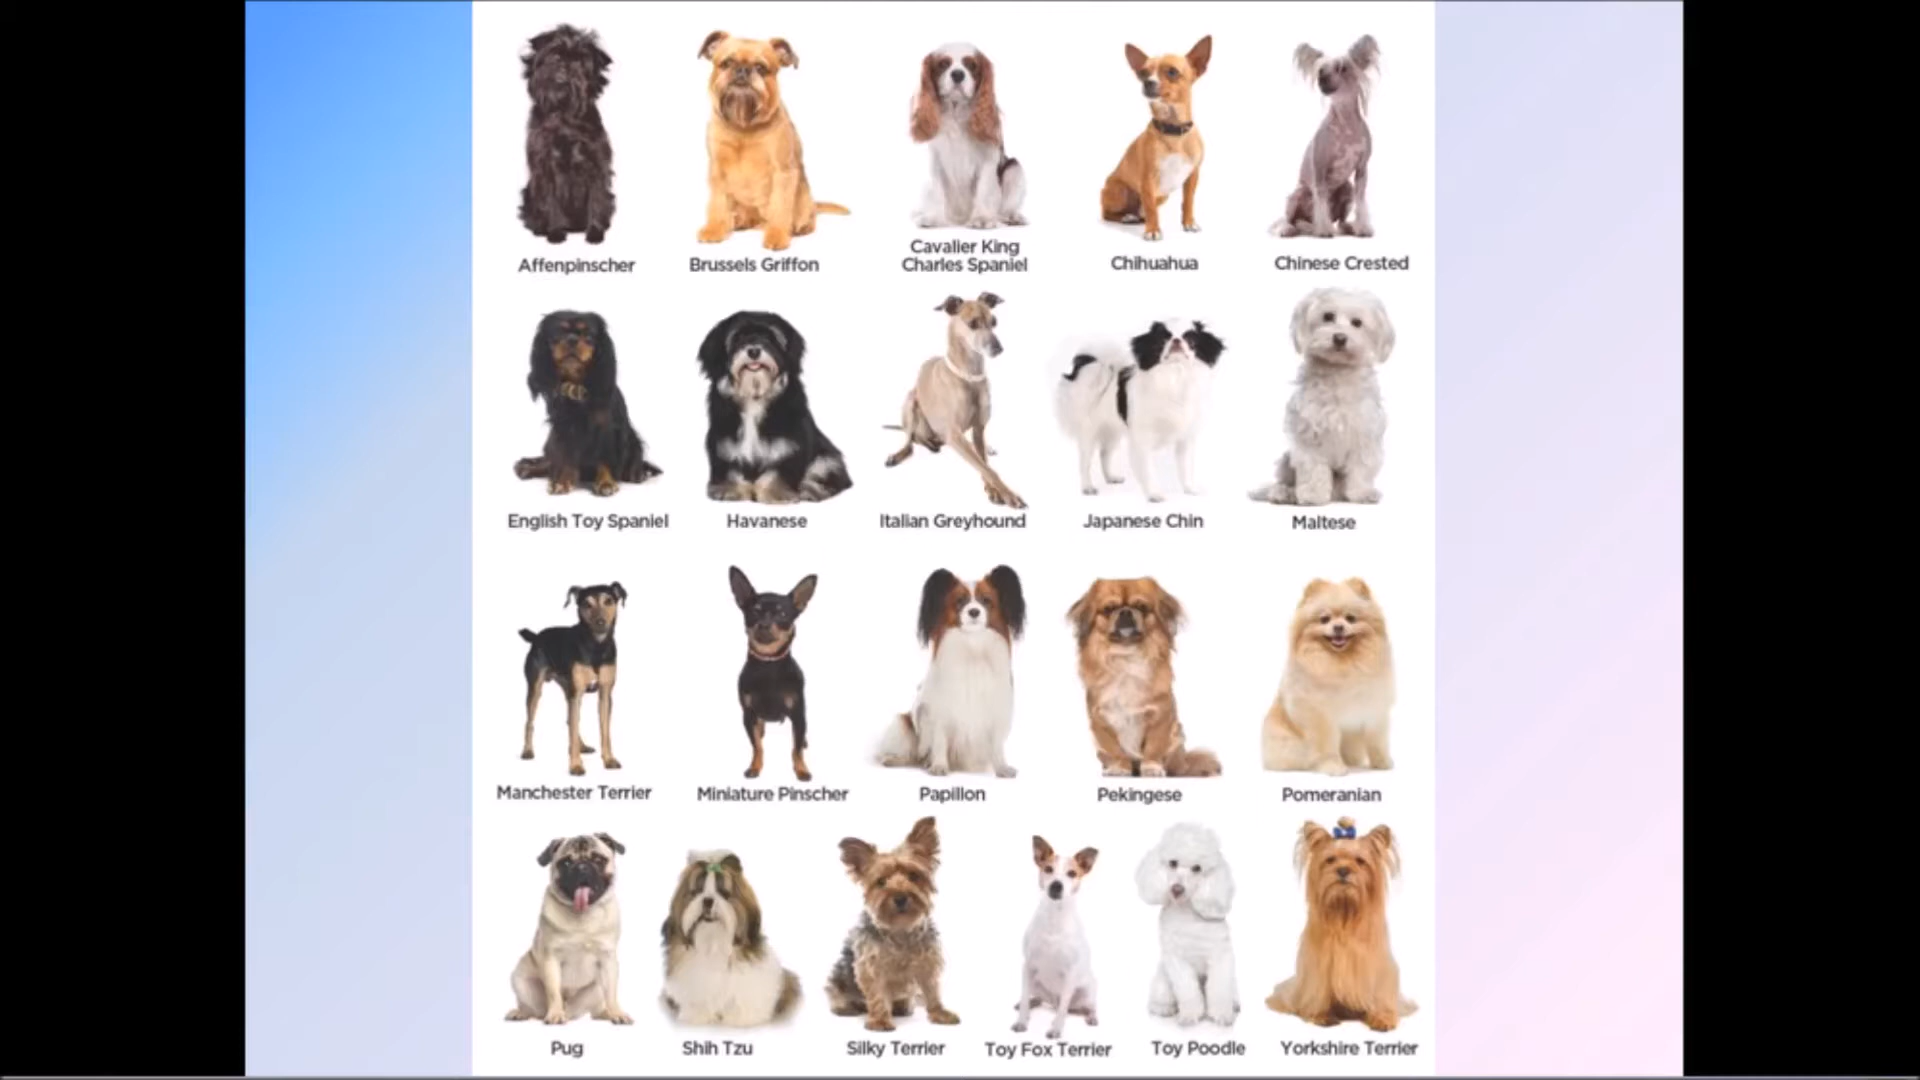 Affenpinscher
Brussels Griffon
Cavalier King
Charles Spaniel
Chihuahua
Chinese Crested
English Toy Spaniel
Havanese
Italian Greyhound
Japanese Chin
Maltese
Manchester Terrier
Miniature Pinscher
Papillon
Pekingese
Pomeranian
Pug
Shih Tzu
Silky Terrier
Toy Fox Terrier
Toy Poodle
Yorkshire Terrier